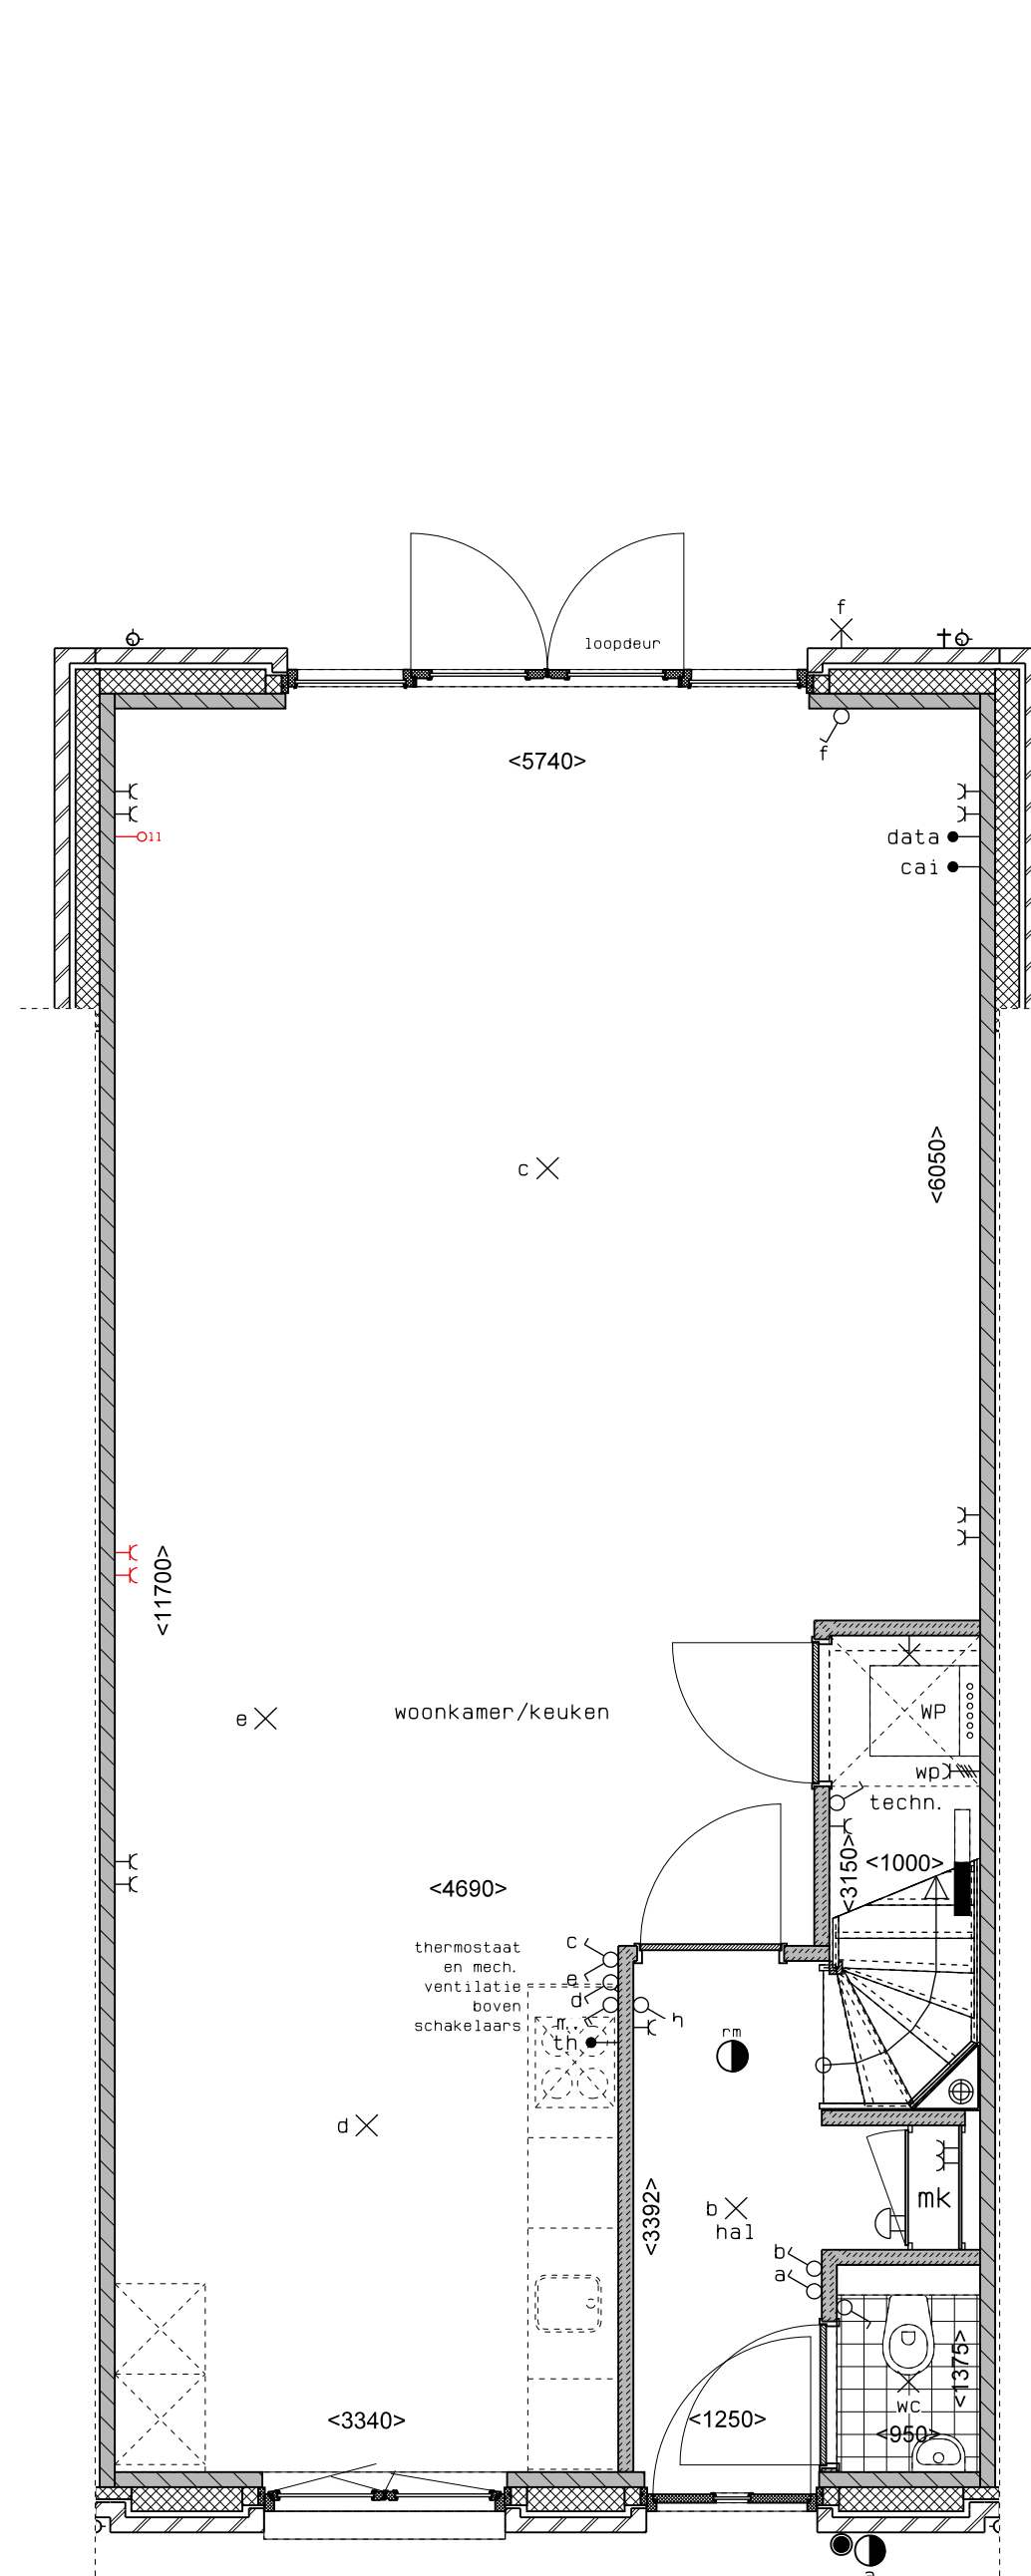 f
loopdeur
f
<5740>
11
data
cai
<6050>
c
<11700>
e
woonkamer/keuken
WP
wp
techn.
<3150>
<1000>
<4690>
thermostaat
en mech.
ventilatie
boven
schakelaars
c
e
d
m.
th
h
rm
d
<3392>
b
hal
mk
b
a
<1375>
wc
<950>
<3340>
<1250>